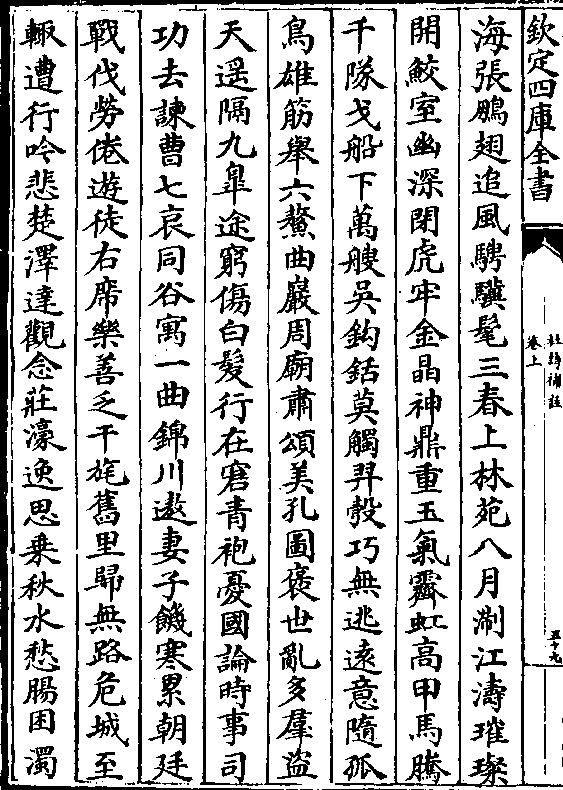 欽定四庫全書
杜詩補註
卷上
五十九
海張鵰翅追風騁驥髦三春上林苑八月淛江濤璀璨
開鮫室幽深閉虎牢金晶神鼎重玉氣霽虹高甲馬騰
千隊戈船下萬艘吳鈎銛莫觸羿彀巧無逃逺意隨孤
鳥雄筋舉六鰲曲巖周廟肅頌美孔圖褒世亂多羣盜
天遥隔九臯途窮傷白髮行在窘青袍憂國論時事司
功去諫曹七哀同谷寓一曲錦川遨妻子饑寒累朝廷
戰伐勞倦遊徒右席樂善乏干旄舊里歸無路危城至
輙遭行吟悲楚澤達觀念莊濠逸思乗秋水愁腸困濁